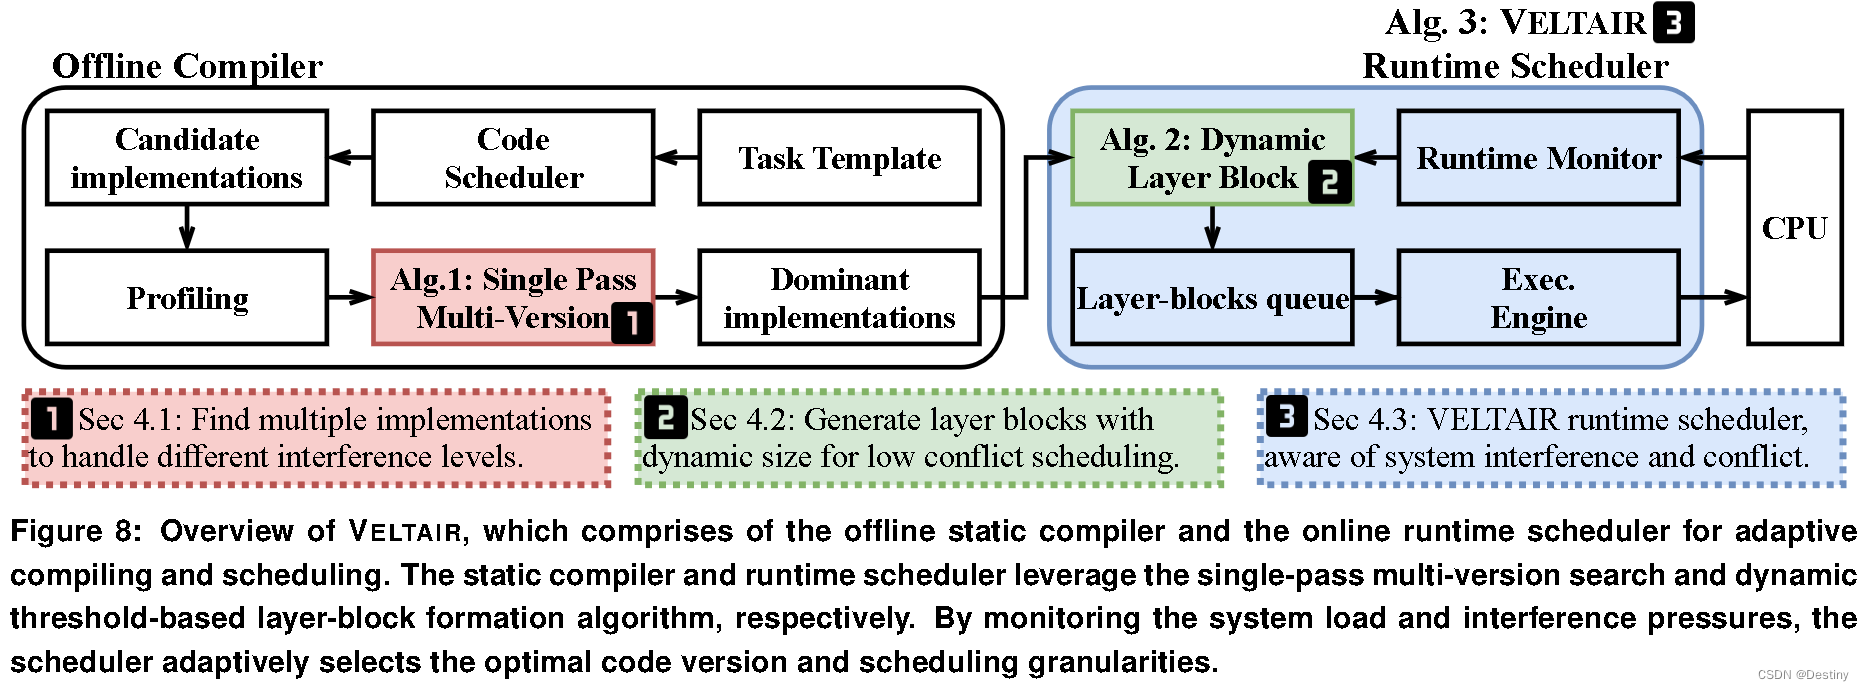 Alg. 3: VELTAIR 3
Runtime Scheduler
Offline Compiler
Candidate
implementations
Code
Scheduler
Task Template
Profiling
Alg.1: Single Pass
Multi-Version 1
Dominant
implementations
Alg. 2: Dynamic
Layer Block 2
Runtime Monitor
Layer-blocks queue
Exec.
Engine
CPU
1 Sec 4.1: Find multiple implementations
to handle different interference levels.
2 Sec 4.2: Generate layer blocks with
dynamic size for low conflict scheduling.
3 Sec 4.3: VELTAIR runtime scheduler,
aware of system interference and conflict.
Figure 8: Overview of VELTAIR, which comprises of the offline static compiler and the online runtime scheduler for adaptive
compiling and scheduling. The static compiler and runtime scheduler leverage the single-pass multi-version search and dynamic
threshold-based layer-block formation algorithm, respectively. By monitoring the system load and interference pressures, the
scheduler adaptively selects the optimal code version and scheduling granularities.
CSDN @Destiny